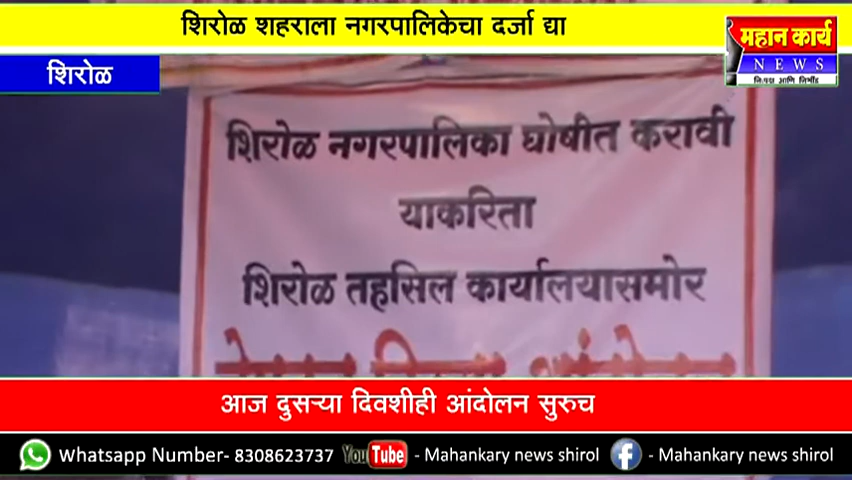 शिरोळ शहराला नगरपालिकेचा दर्जा द्या
महान कार्य
NEWS
शिरोळ
शिरोळ नगरपालिका घोषीत करावी
याकरिता
शिरोळ तहसिल कार्यालयासमोर
आज दुसऱ्या दिवशीही आंदोलन सुरुच
Whatsapp Number- 8308623737 YouTube - Mahankary news shirol f - Mahankary news shirol